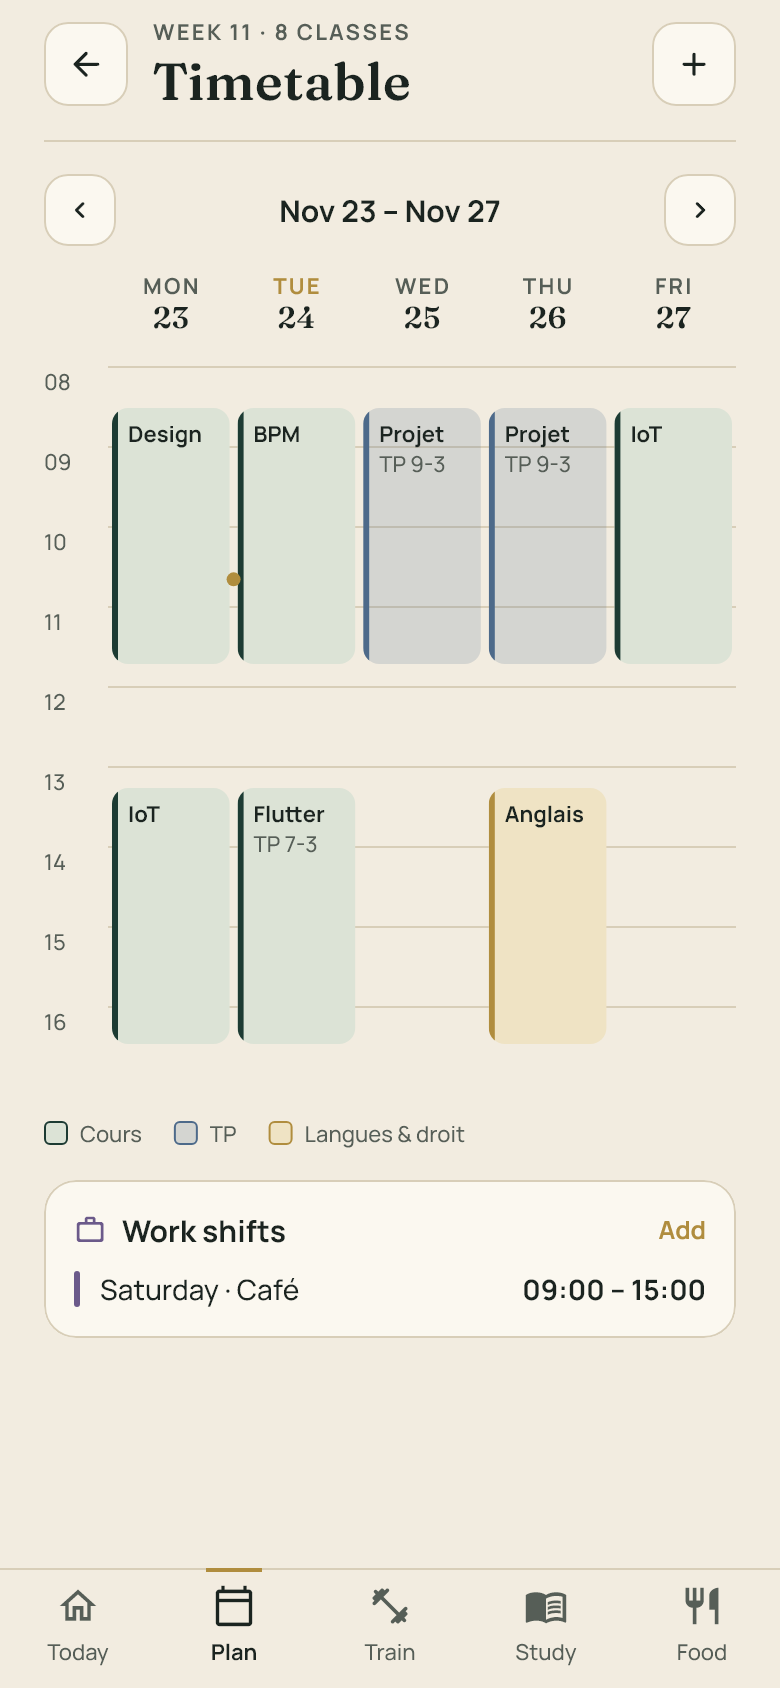 WEEK 11 · 8 CLASSES
Timetable
Nov 23 – Nov 27
MON TUE WED THU FRI
23 24 25 26 27
08
Design BPM Projet Projet IoT
09 TP 9-3 TP 9-3
10
11
12
13
IoT Flutter Anglais
TP 7-3
14
15
16
Cours TP Langues & droit
Work shifts Add
Saturday · Café 09:00 – 15:00
Today Plan Train Study Food